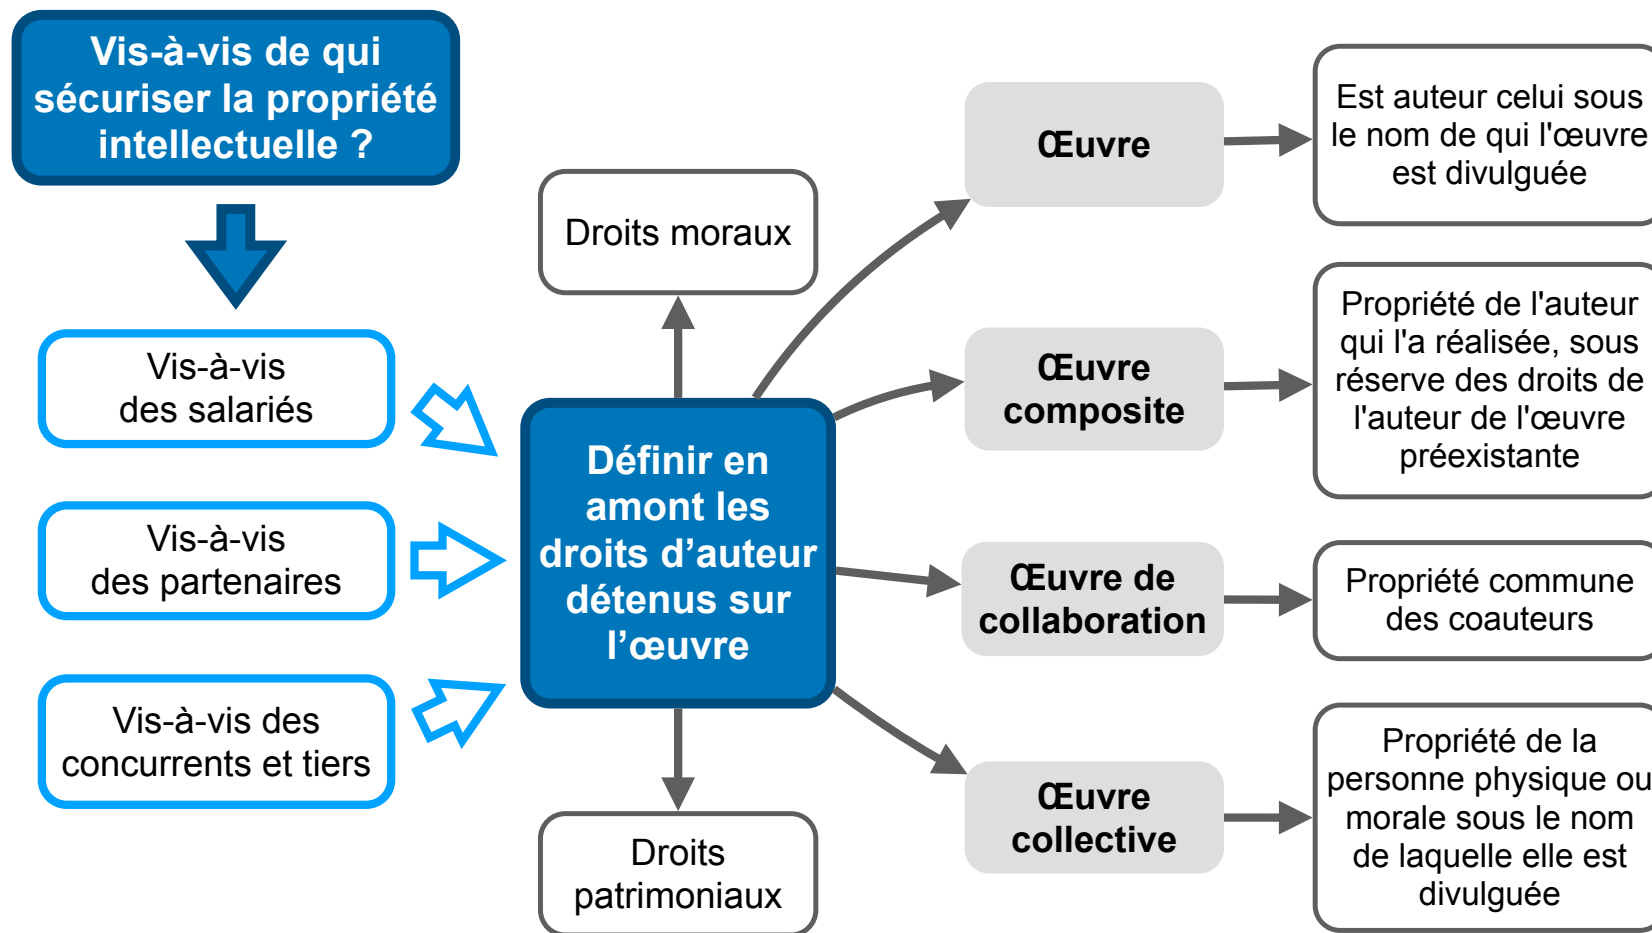 Vis-à-vis de qui
sécuriser la propriété
intellectuelle ?
Vis-à-vis
des salariés
Vis-à-vis
des partenaires
Vis-à-vis des
concurrents et tiers
Droits moraux
Définir en
amont les
droits d’auteur
détenus sur
l’œuvre
Droits
patrimoniaux
Œuvre
Est auteur celui sous
le nom de qui l'œuvre
est divulguée
Œuvre
composite
Propriété de l'auteur
qui l'a réalisée, sous
réserve des droits de
l'auteur de l'œuvre
préexistante
Œuvre de
collaboration
Propriété commune
des coauteurs
Œuvre
collective
Propriété de la
personne physique ou
morale sous le nom
de laquelle elle est
divulguée